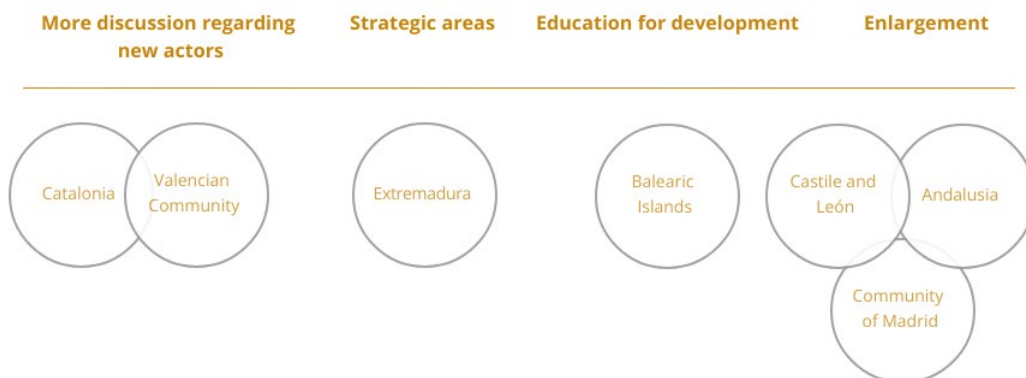 More discussion regarding
new actors
Strategic areas
Education for development
Enlargement
Catalonia
Valencian
Community
Extremadura
Balearic
Islands
Castile and
León
Andalusia
Community
of Madrid